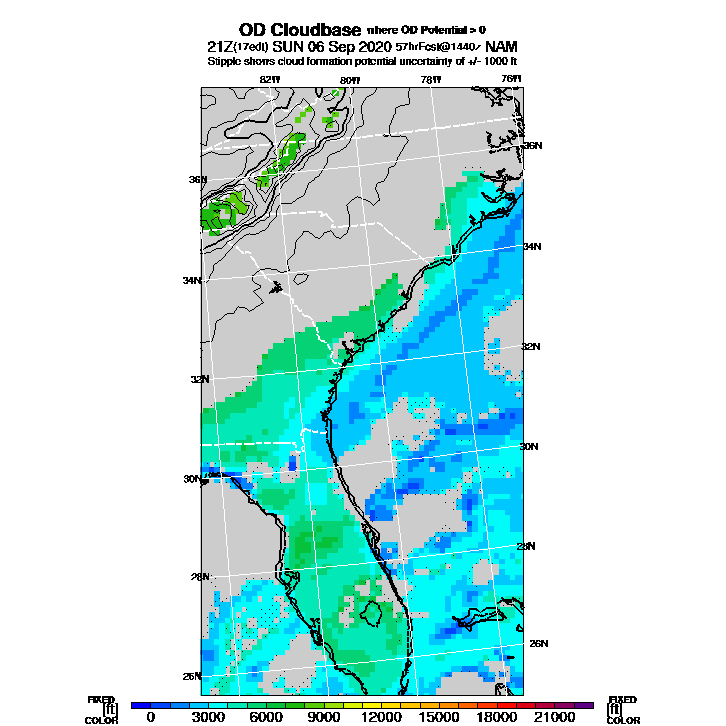 OD Cloudbase where OD Potential > 0
21Z(17edt) SUN 06 Sep 2020 57hrFcst@1440z NAM
Stipple shows cloud formation potential uncertainty of +/- 1000 ft
82W 80W 78W 76W
36N
36N
34N
34N
32N
32N
30N
30N
28N
28N
26N
26N
FIXED FIXED
[ft] [ft]
COLOR COLOR
0 3000 6000 9000 12000 15000 18000 21000